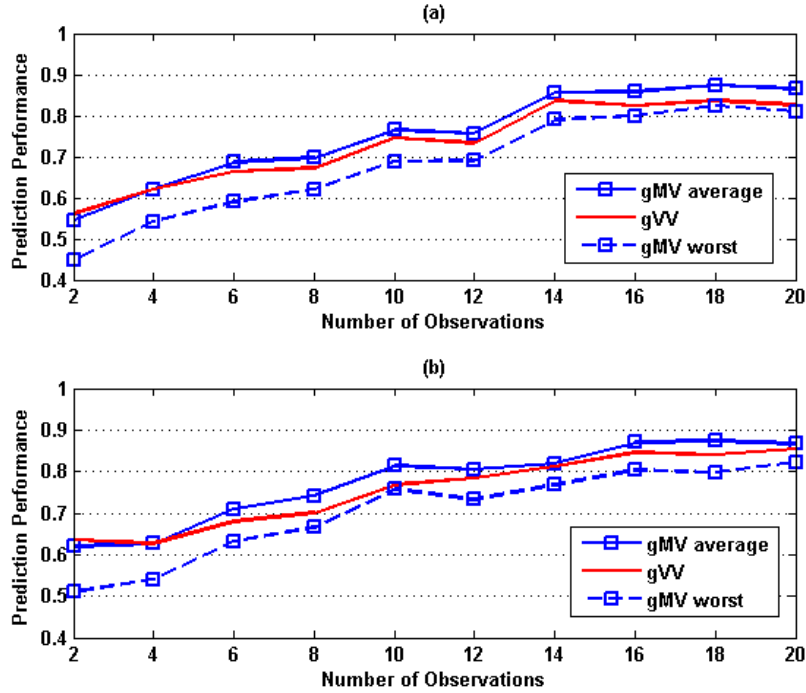 (a)
Prediction Performance
1
0.9
0.8
0.7
0.6
0.5
0.4
2 4 6 8 10 12 14 16 18 20
Number of Observations
gMV average
gVV
gMV worst
(b)
Prediction Performance
1
0.9
0.8
0.7
0.6
0.5
0.4
2 4 6 8 10 12 14 16 18 20
Number of Observations
gMV average
gVV
gMV worst